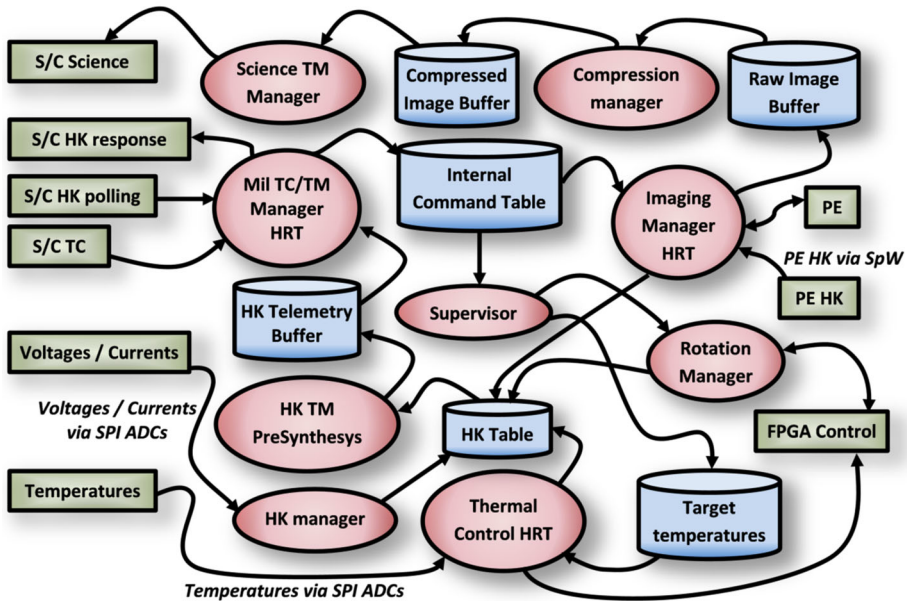 S/C Science
Science TM
Manager
Compressed
Image Buffer
Compression
manager
Raw Image
Buffer
S/C HK response
S/C HK polling
S/C TC
Mil TC/TM
Manager
HRT
Internal
Command Table
Imaging
Manager
HRT
PE
PE HK via SpW
PE HK
HK Telemetry
Buffer
Supervisor
Rotation
Manager
Voltages / Currents
Voltages / Currents
via SPI ADCs
HK TM
PreSynthesys
HK Table
FPGA Control
Temperatures
HK manager
Thermal
Control HRT
Target
temperatures
Temperatures via SPI ADCs